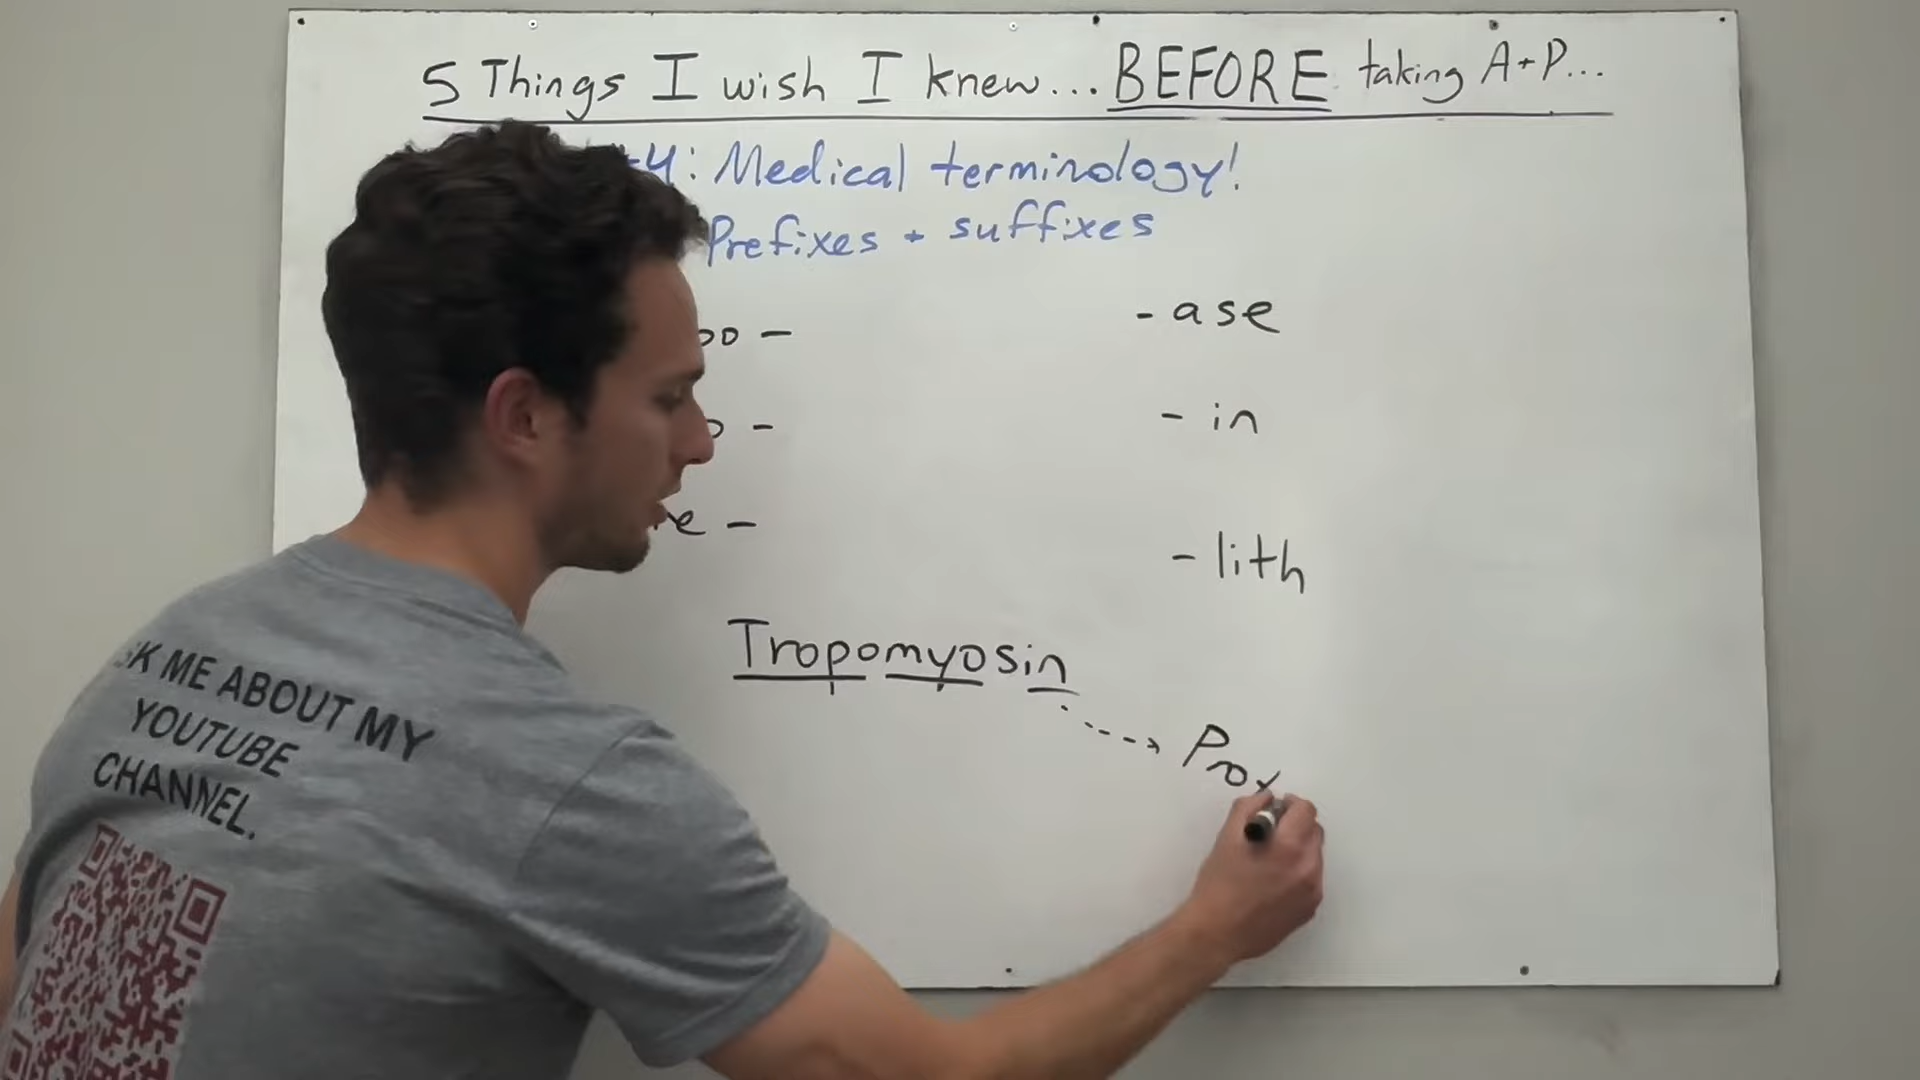 5 Things I wish I knew... BEFORE taking A+P...
4: Medical terminology!
Prefixes + suffixes
- ase
- in
- lith
Tropomyosin
Prot
ME ABOUT MY
YOUTUBE
CHANNEL.